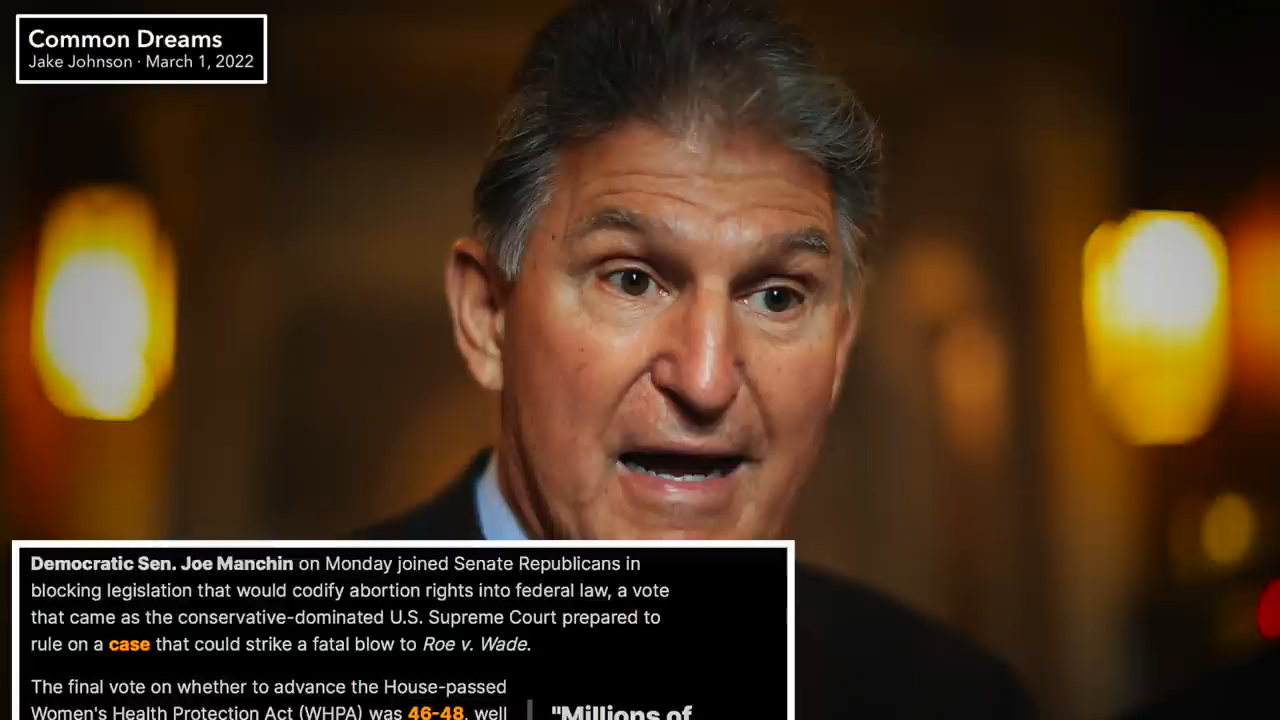 Common Dreams
Jake Johnson · March 1, 2022
Democratic Sen. Joe Manchin on Monday joined Senate Republicans in
blocking legislation that would codify abortion rights into federal law, a vote
that came as the conservative-dominated U.S. Supreme Court prepared to
rule on a case that could strike a fatal blow to Roe v. Wade.
The final vote on whether to advance the House-passed
Women's Health Protection Act (WHPA) was 46-48, well
"Millions of